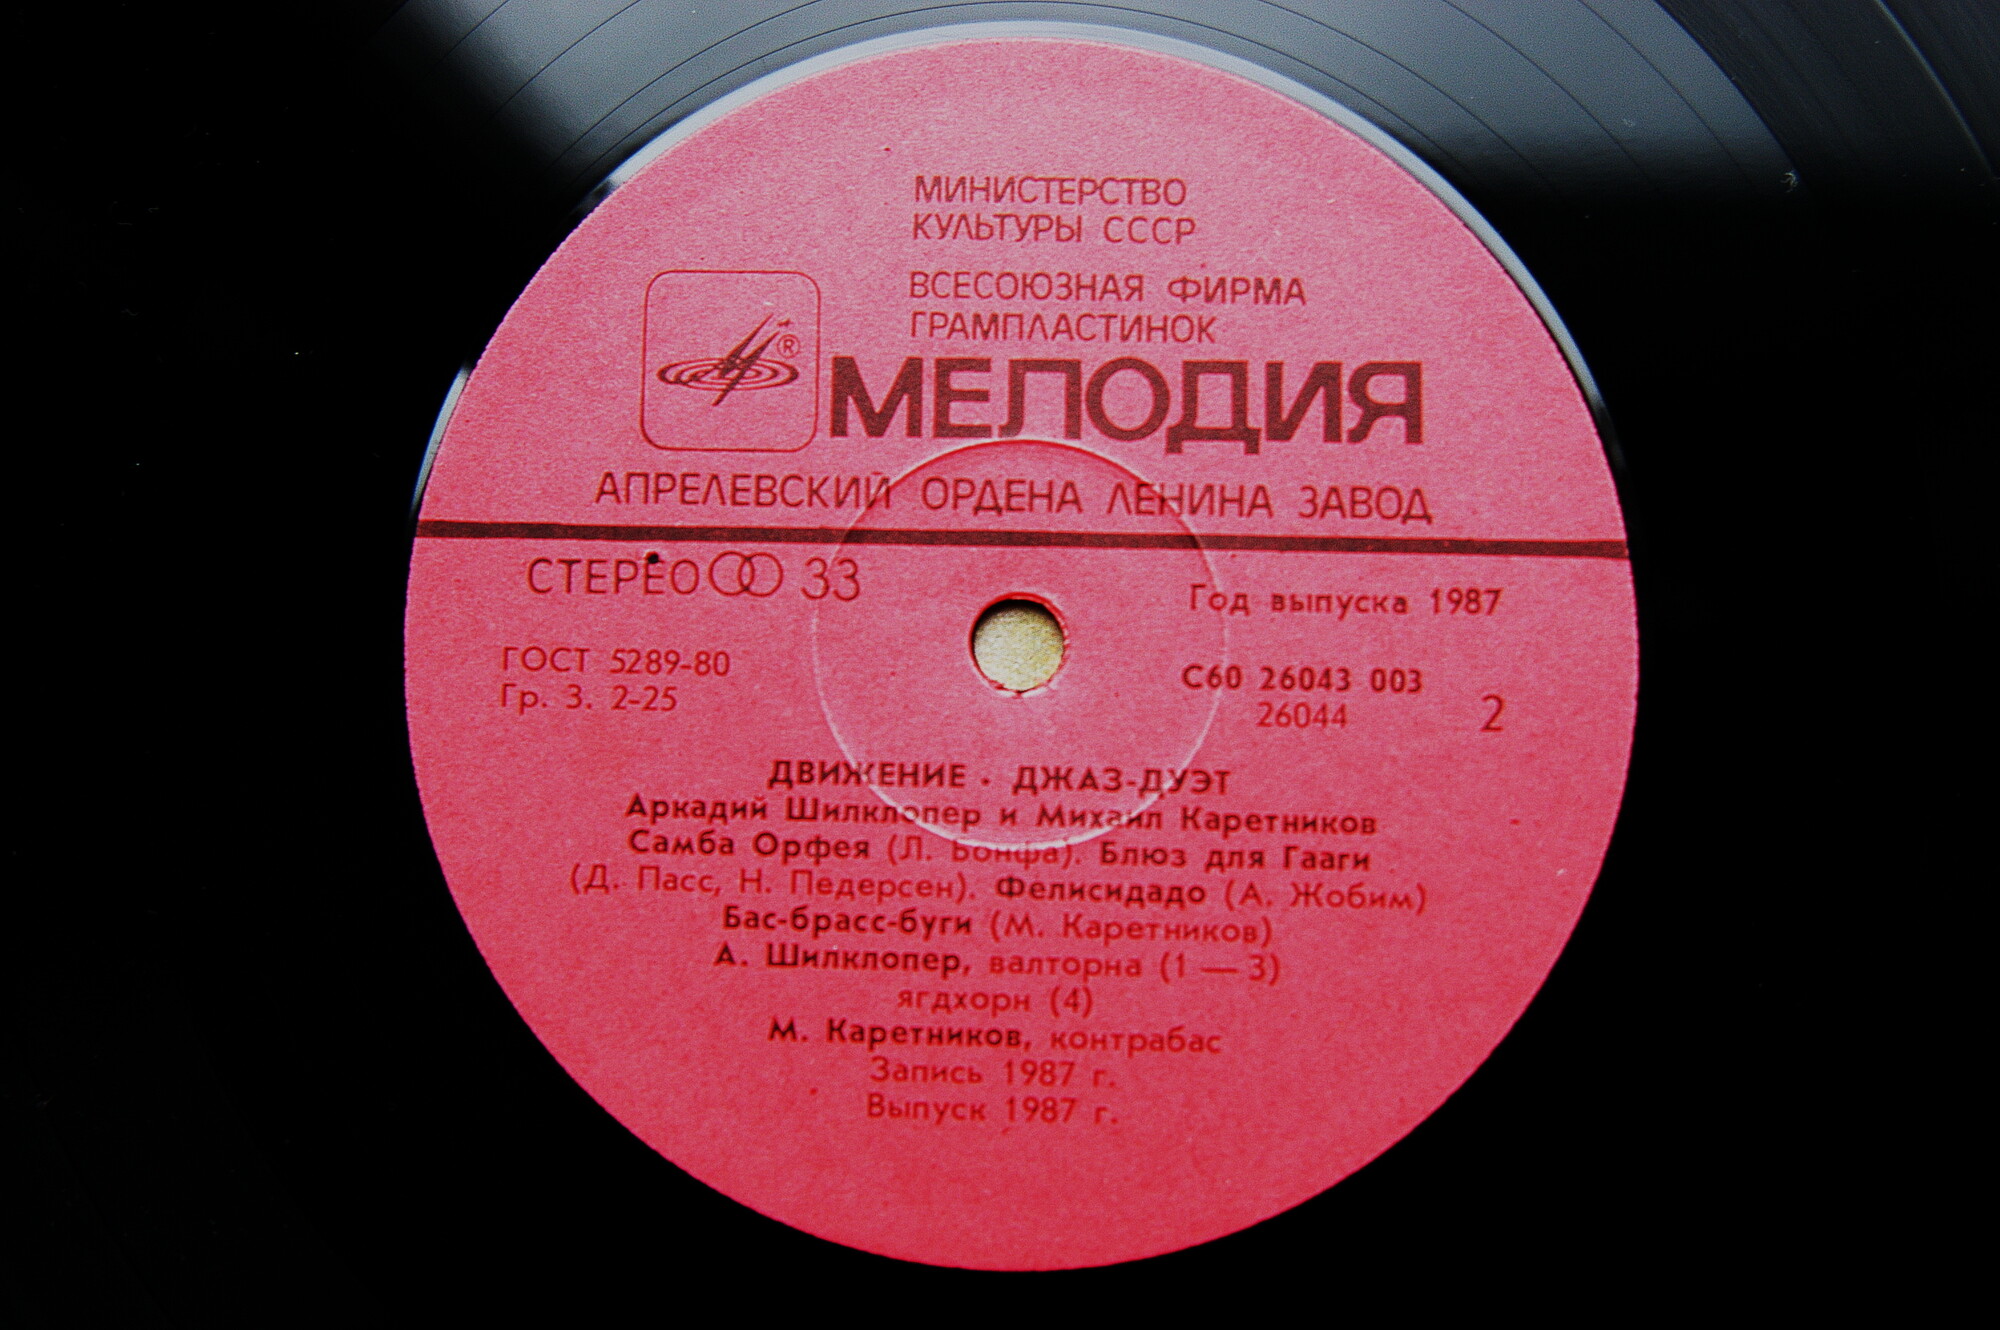 МИНИСТЕРСТВО
КУЛЬТУРЫ СССР
ВСЕСОЮЗНАЯ ФИРМА
ГРАМПЛАСТИНОК
®
МЕЛОДИЯ
АПРЕЛЕВСКИЙ ОРДЕНА ЛЕНИНА ЗАВОД
СТЕРЕО 33
Год выпуска 1987
ГОСТ 5289-80
Гр. 3. 2-25
С60 26043 003
26044
2
ДВИЖЕНИЕ · ДЖАЗ-ДУЭТ
Аркадий Шилклопер и Михаил Каретников
Самба Орфея (Л. Бонфа). Блюз для Гааги
(Д. Пасс, Н. Педерсен). Фелисидадо (А. Жобим)
Бас-брасс-буги (М. Каретников)
А. Шилклопер, валторна (1 — 3)
ягдхорн (4)
М. Каретников, контрабас
Запись 1987 г.
Выпуск 1987 г.